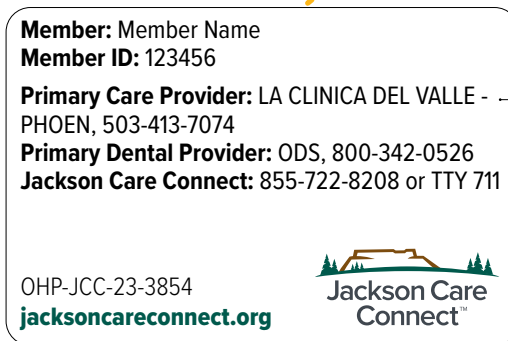 Member: Member Name
Member ID: 123456
Primary Care Provider: LA CLINICA DEL VALLE -
PHOEN, 503-413-7074
Primary Dental Provider: ODS, 800-342-0526
Jackson Care Connect: 855-722-8208 or TTY 711
OHP-JCC-23-3854
jacksoncareconnect.org
Jackson Care
Connect™